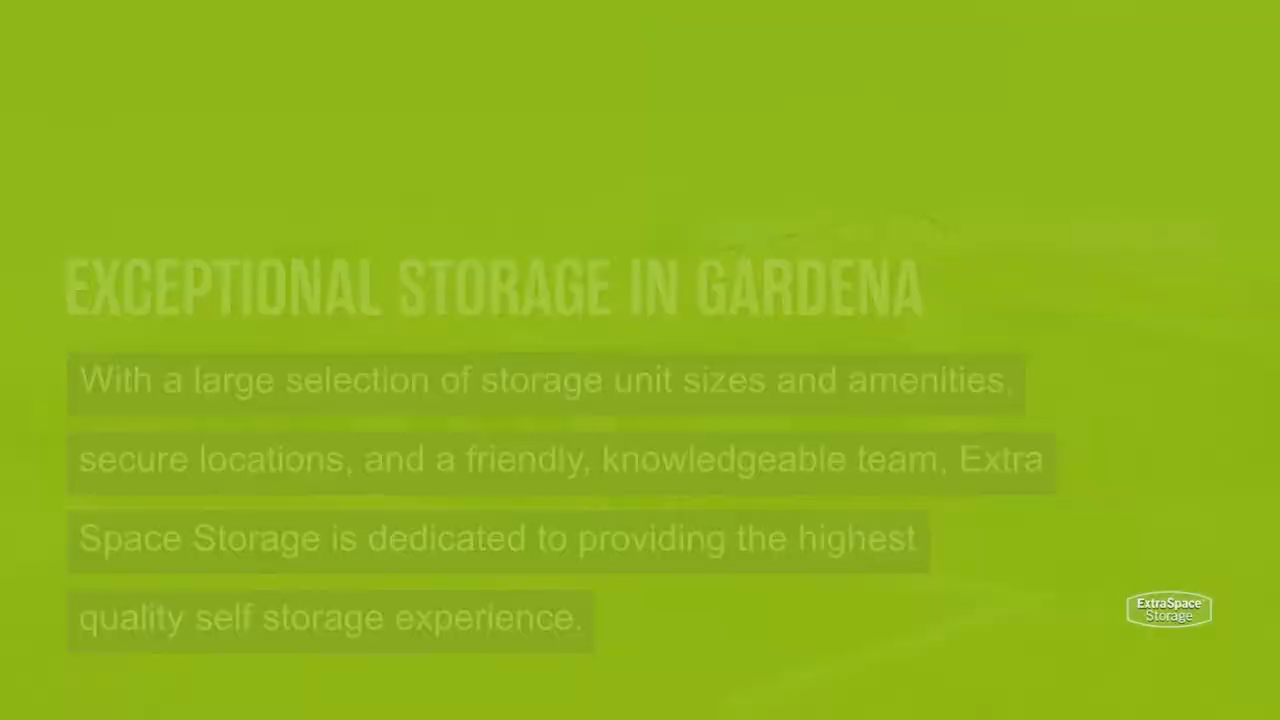 EXCEPTIONAL STORAGE IN GARDENA
With a large selection of storage unit sizes and amenities,
secure locations, and a friendly, knowledgeable team, Extra
Space Storage is dedicated to providing the highest
quality self storage experience.
ExtraSpace
Storage